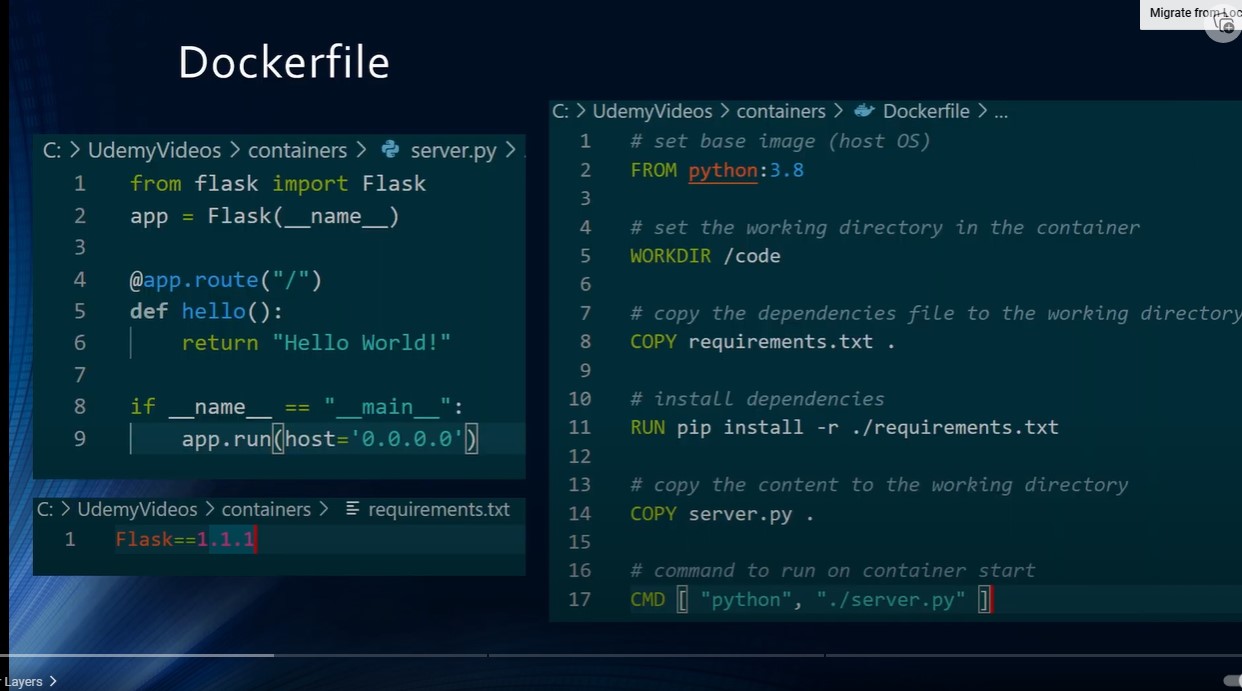 Migrate from Loc
Dockerfile
C: > UdemyVideos > containers > server.py >
1 from flask import Flask
2 app = Flask(__name__)
3
4 @app.route("/")
5 def hello():
6 return "Hello World!"
7
8 if __name__ == "__main__":
9 app.run(host='0.0.0.0')
C: > UdemyVideos > containers > requirements.txt
1 Flask==1.1.1
C: > UdemyVideos > containers > Dockerfile > ...
1 # set base image (host OS)
2 FROM python:3.8
3
4 # set the working directory in the container
5 WORKDIR /code
6
7 # copy the dependencies file to the working directory
8 COPY requirements.txt .
9
10 # install dependencies
11 RUN pip install -r ./requirements.txt
12
13 # copy the content to the working directory
14 COPY server.py .
15
16 # command to run on container start
17 CMD [ "python", "./server.py" ]
Layers >